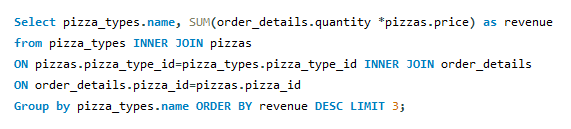 Select pizza_types.name, SUM(order_details.quantity *pizzas.price) as revenue
from pizza_types INNER JOIN pizzas
ON pizzas.pizza_type_id=pizza_types.pizza_type_id INNER JOIN order_details
ON order_details.pizza_id=pizzas.pizza_id
Group by pizza_types.name ORDER BY revenue DESC LIMIT 3;